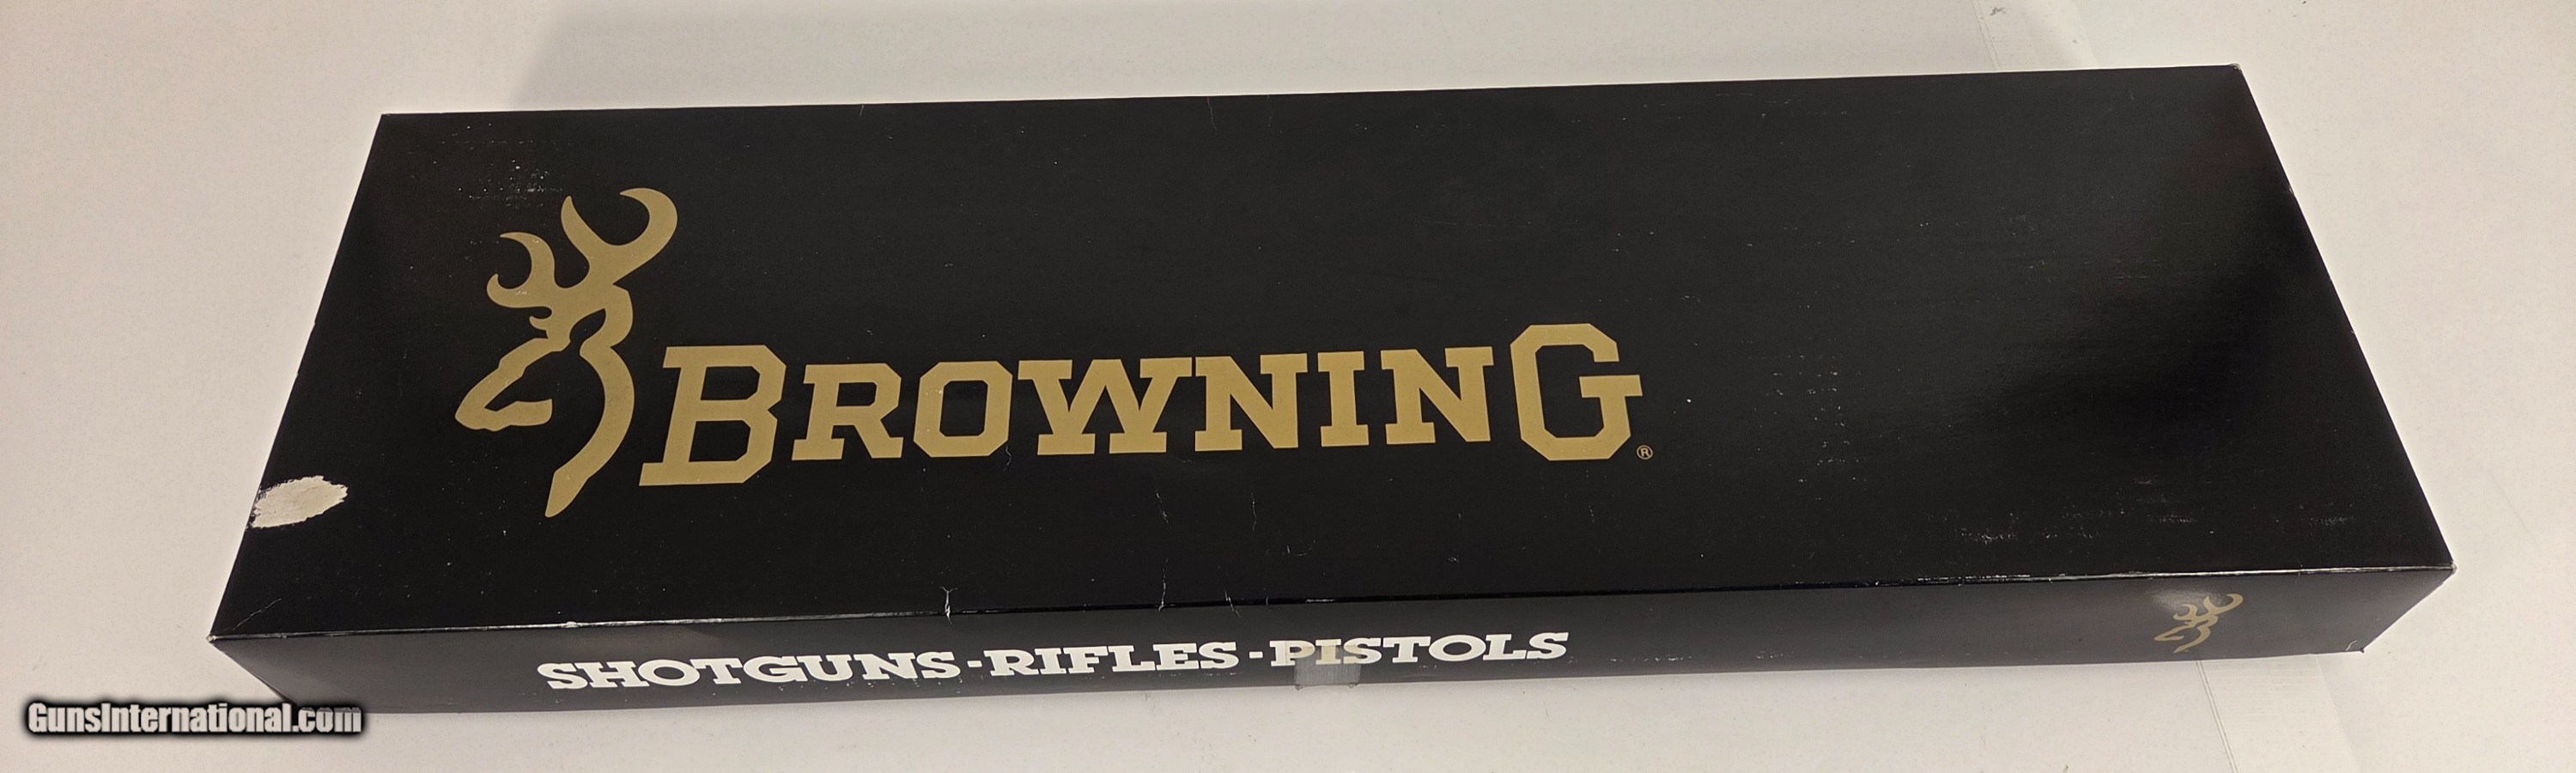 BROWNING®
SHOTGUNS-RIFLES-PISTOLS
GunsInternational.com